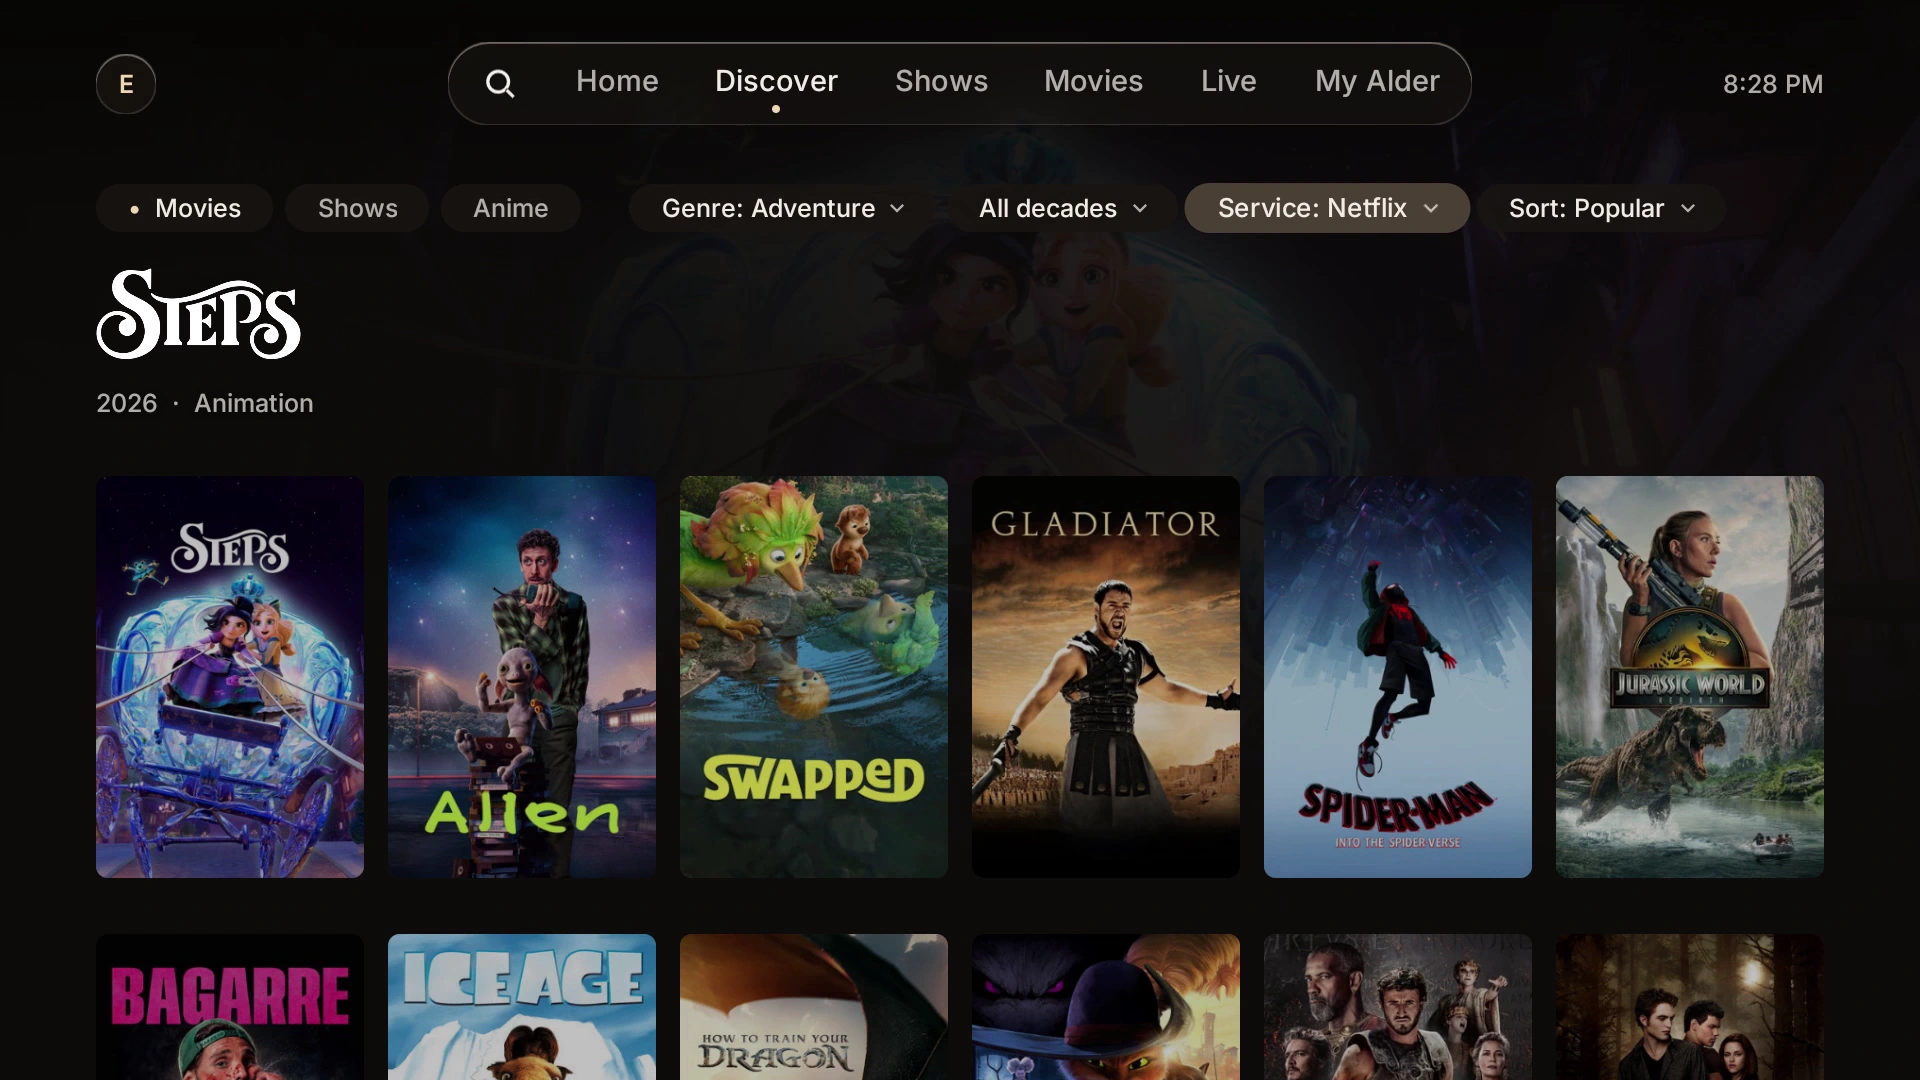 E
Home
Discover
Shows
Movies
Live
My Alder
8:28 PM
Movies
Shows
Anime
Genre: Adventure
All decades
Service: Netflix
Sort: Popular
STEPS
2026 · Animation
STEPS
Allen
SWAPPED
GLADIATOR
SPIDER-MAN
INTO THE SPIDER-VERSE
JURASSIC WORLD
REBIRTH
BAGARRE
ICE AGE
HOW TO TRAIN YOUR
DRAGON